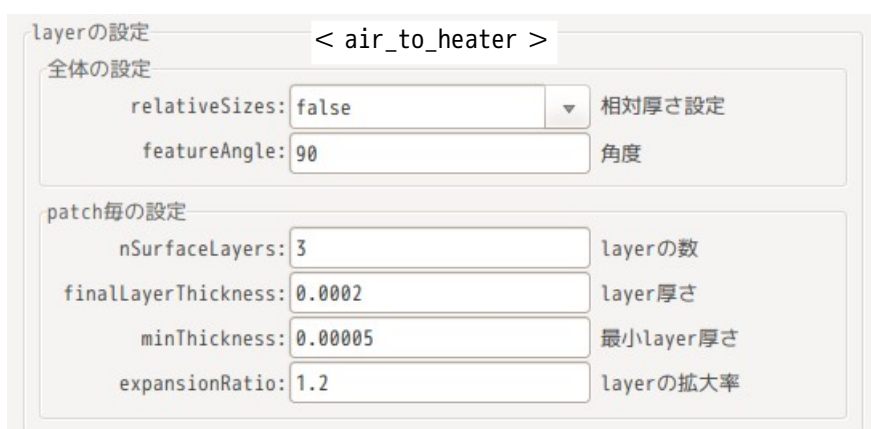 layerの設定
< air_to_heater >
全体の設定
relativeSizes: false 相対厚さ設定
featureAngle: 90 角度
patch毎の設定
nSurfaceLayers: 3 layerの数
finalLayerThickness: 0.0002 layer厚さ
minThickness: 0.00005 最小layer厚さ
expansionRatio: 1.2 layerの拡大率